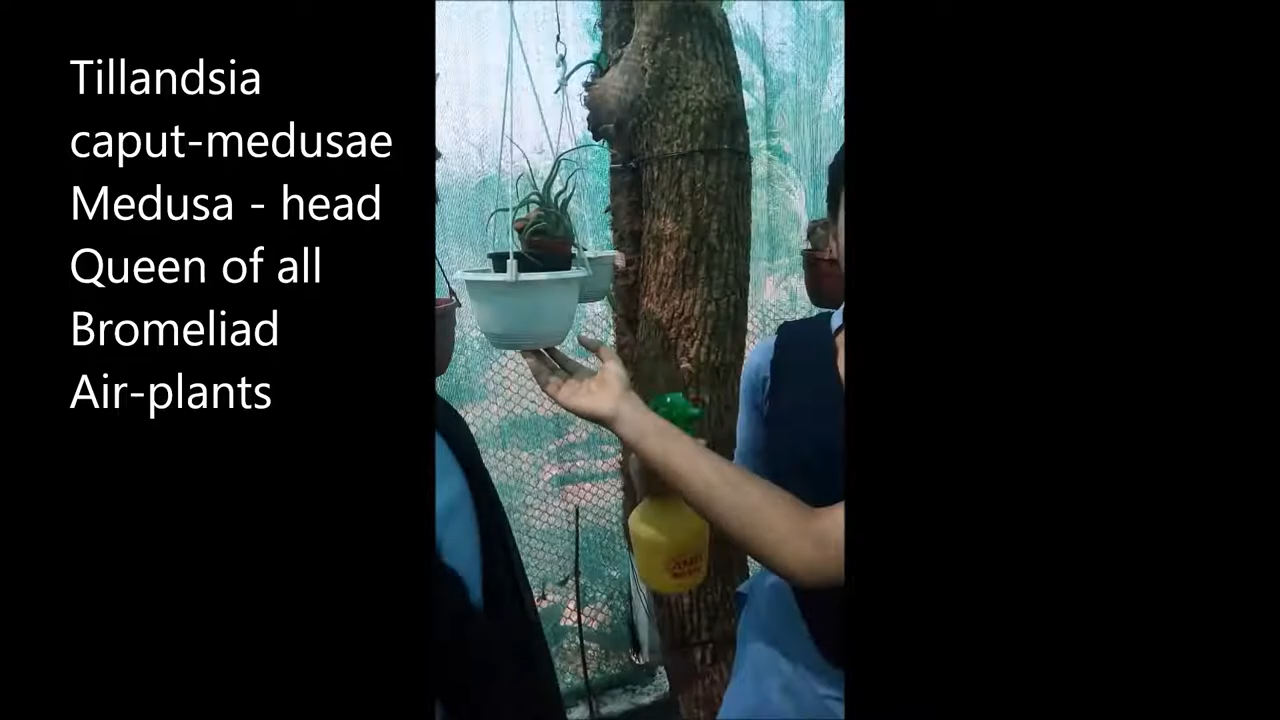 Tillandsia
caput-medusae
Medusa - head
Queen of all
Bromeliad
Air-plants